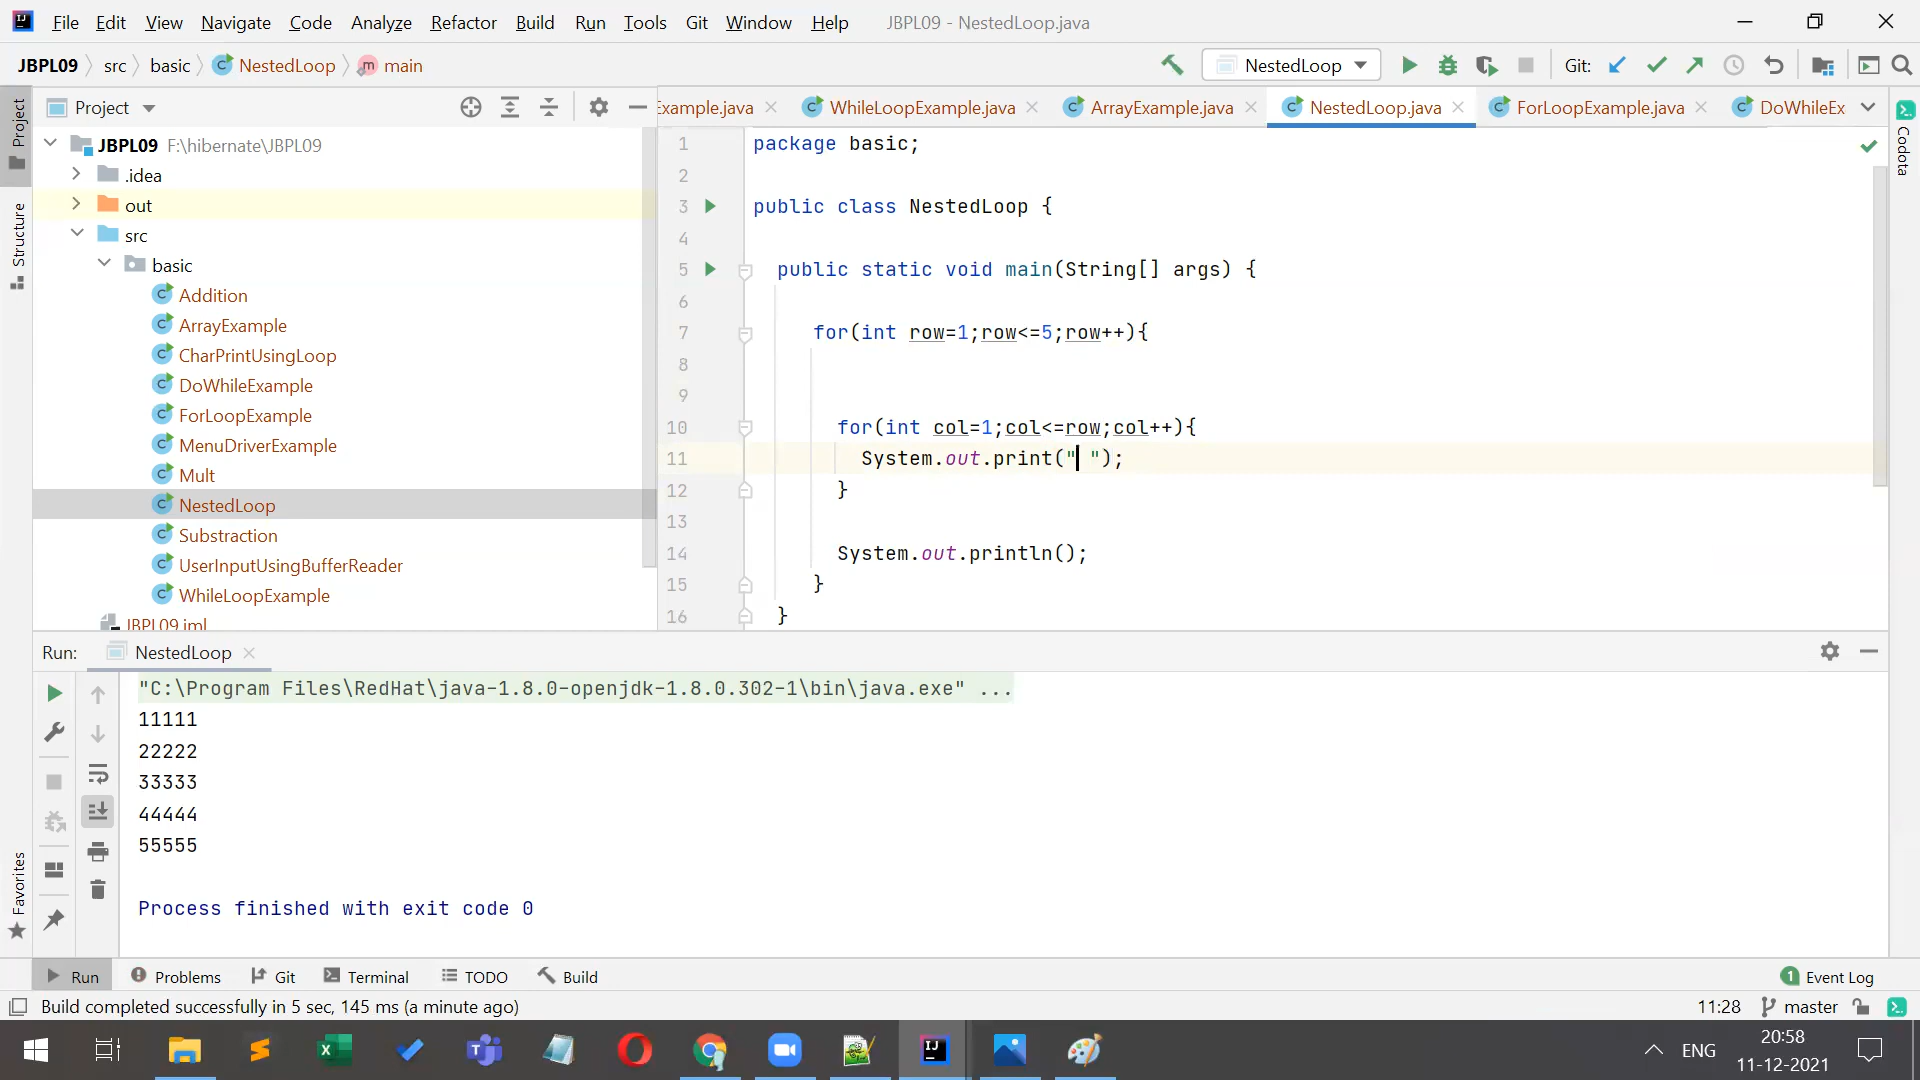 File Edit View Navigate Code Analyze Refactor Build Run Tools Git Window Help JBPL09 - NestedLoop.java
JBPL09 src basic NestedLoop main NestedLoop Git:
Project
Example.java WhileLoopExample.java ArrayExample.java NestedLoop.java ForLoopExample.java DoWhileEx
Project
Structure
Favorites
Codota
JBPL09 F:\hibernate\JBPL09
.idea
out
src
basic
Addition
ArrayExample
CharPrintUsingLoop
DoWhileExample
ForLoopExample
MenuDriverExample
Mult
NestedLoop
Substraction
UserInputUsingBufferReader
WhileLoopExample
JBPL09.iml
1 package basic;
2
3 public class NestedLoop {
4
5 public static void main(String[] args) {
6
7 for(int row=1;row<=5;row++){
8
9
10 for(int col=1;col<=row;col++){
11 System.out.print(" ");
12 }
13
14 System.out.println();
15 }
16 }
Run: NestedLoop
"C:\Program Files\RedHat\java-1.8.0-openjdk-1.8.0.302-1\bin\java.exe" ...
11111
22222
33333
44444
55555
Process finished with exit code 0
Run Problems Git Terminal TODO Build 1 Event Log
Build completed successfully in 5 sec, 145 ms (a minute ago) 11:28 master
ENG
20:58
11-12-2021